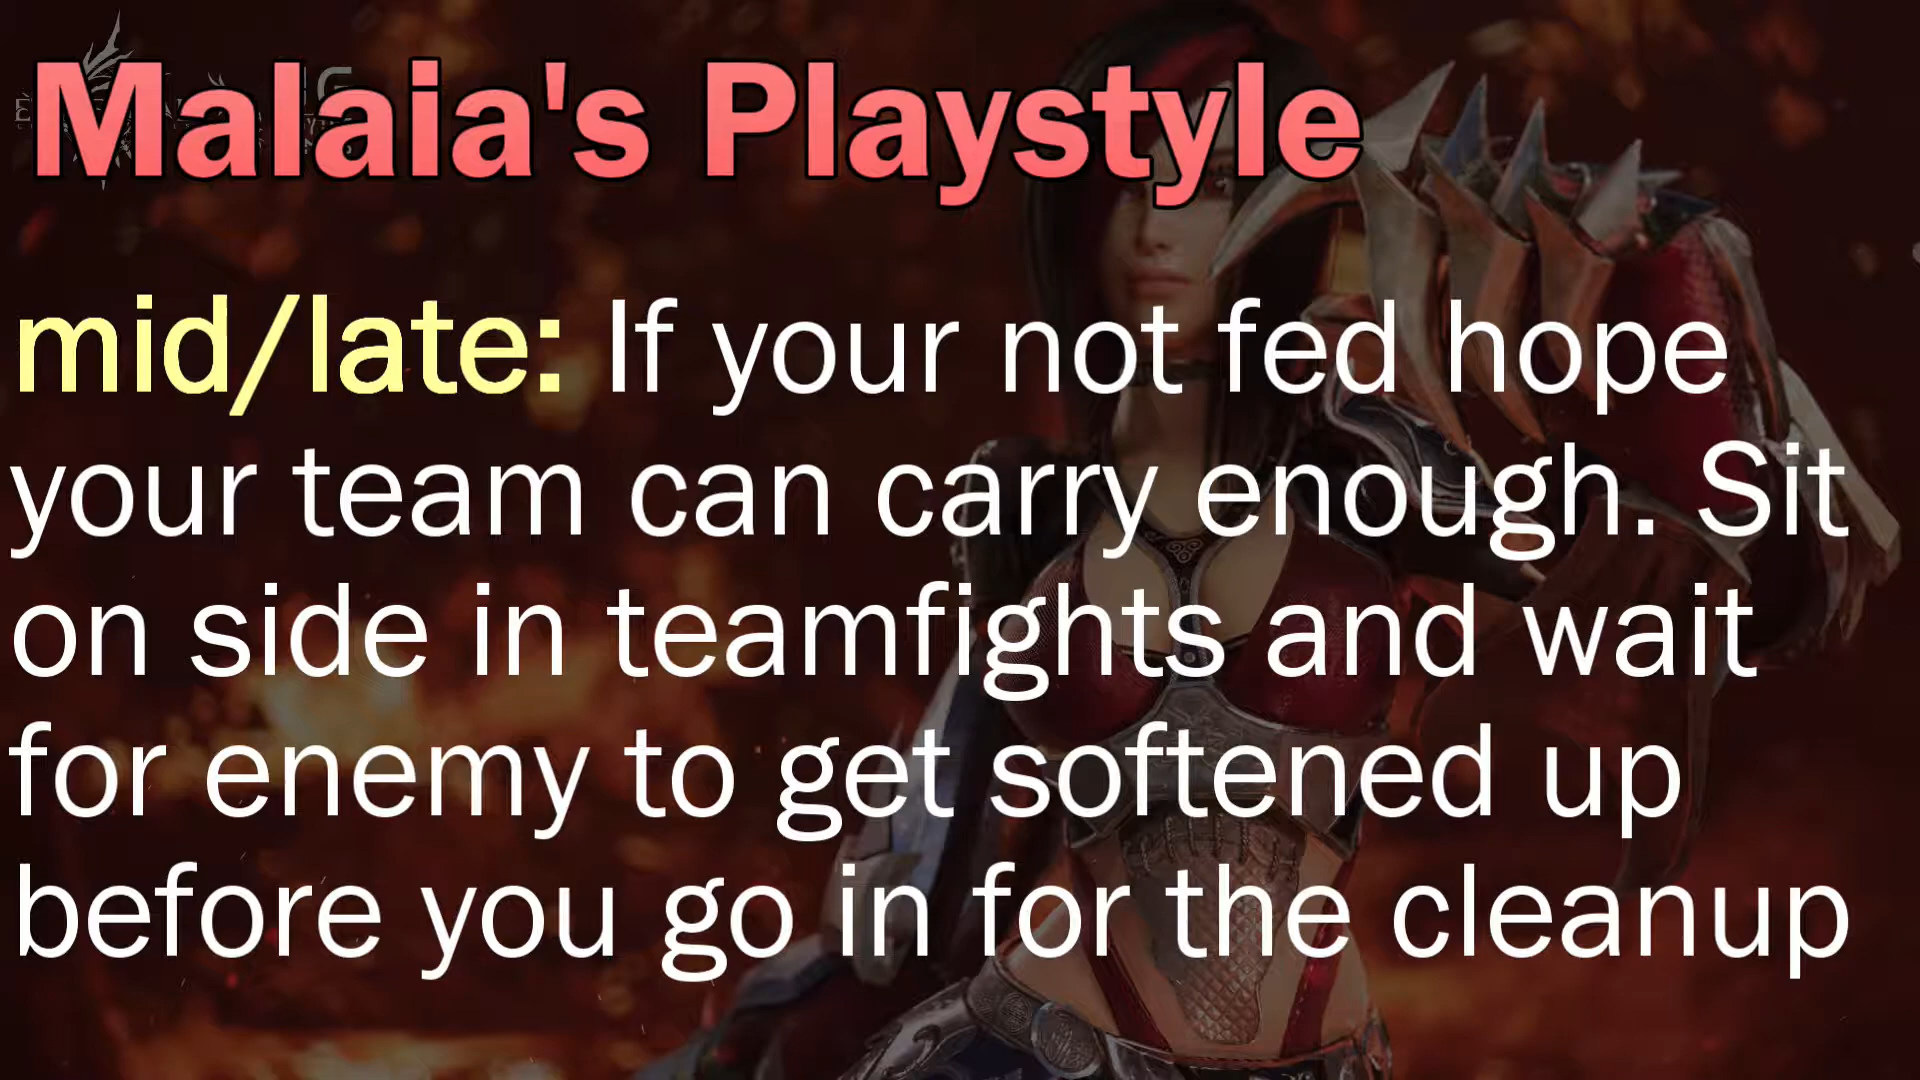 Malaia's Playstyle
mid/late: If your not fed hope
your team can carry enough. Sit
on side in teamfights and wait
for enemy to get softened up
before you go in for the cleanup